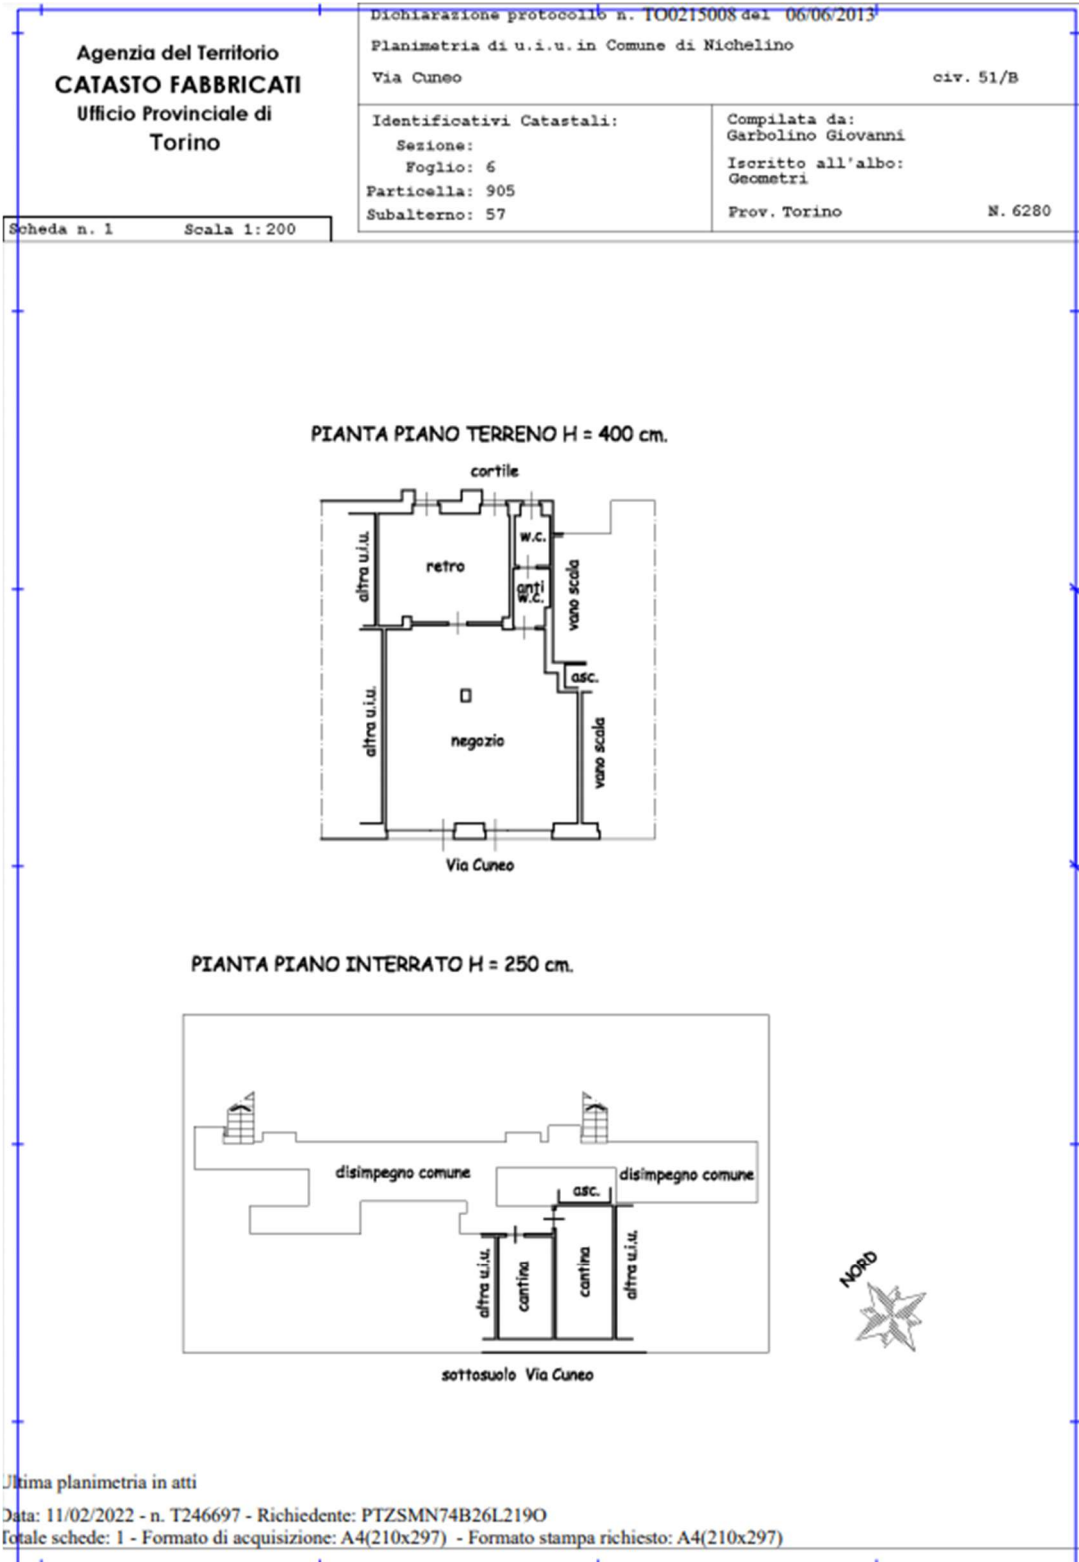 Agenzia del Territorio
CATASTO FABBRICATI
Ufficio Provinciale di
Torino
Scheda n. 1 Scala 1:200
Dichiarazione protocollo n. TO0215008 del 06/06/2013
Planimetria di u.i.u. in Comune di Nichelino
Via Cuneo civ. 51/B
Identificativi Catastali:
Sezione:
Foglio: 6
Particella: 905
Subalterno: 57
Compilata da:
Garbolino Giovanni
Iscritto all'albo:
Geometri
Prov. Torino N. 6280
PIANTA PIANO TERRENO H = 400 cm.
cortile
altra u.i.u.
retro
w.c.
anti
w.c.
vano scala
asc.
altra u.i.u.
negozio
vano scala
Via Cuneo
PIANTA PIANO INTERRATO H = 250 cm.
disimpegno comune
disimpegno comune
asc.
altra u.i.u.
cantina
cantina
altra u.i.u.
NORD
sottosuolo Via Cuneo
Ultima planimetria in atti
Data: 11/02/2022 - n. T246697 - Richiedente: PTZSMN74B26L219O
Totale schede: 1 - Formato di acquisizione: A4(210x297) - Formato stampa richiesto: A4(210x297)